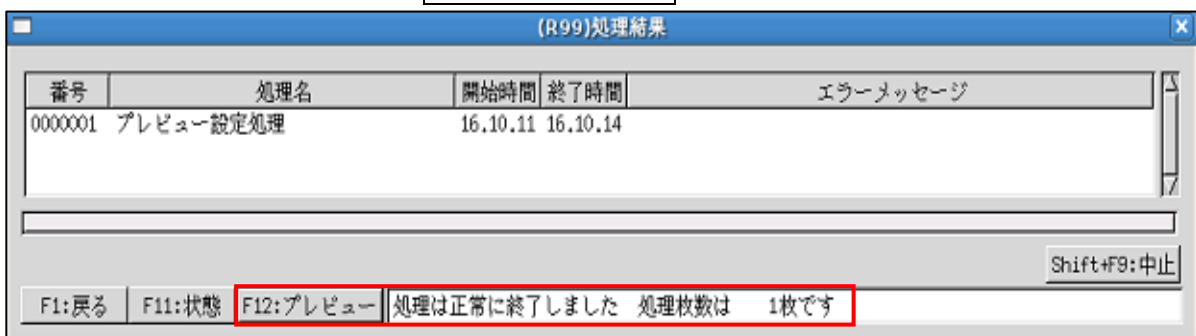 (R99)処理結果
番号 処理名 開始時間 終了時間 エラーメッセージ
0000001 プレビュー設定処理 16.10.11 16.10.14
Shift+F9:中止
F1:戻る F11:状態 F12:プレビュー 処理は正常に終了しました 処理枚数は 1枚です